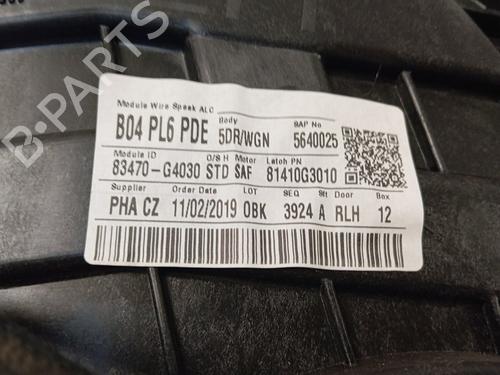 Module Wire Speak ALC Body SAP No
B04 PL6 PDE 5DR/WGN 5640025
Module ID O/S H Motor Latch PN
83470-G4030 STD SAF 81410G3010
Supplier Order Date LOT SEQ Sft Door Box
PHA CZ 11/02/2019 OBK 3924 A RLH 12
B-PARTS